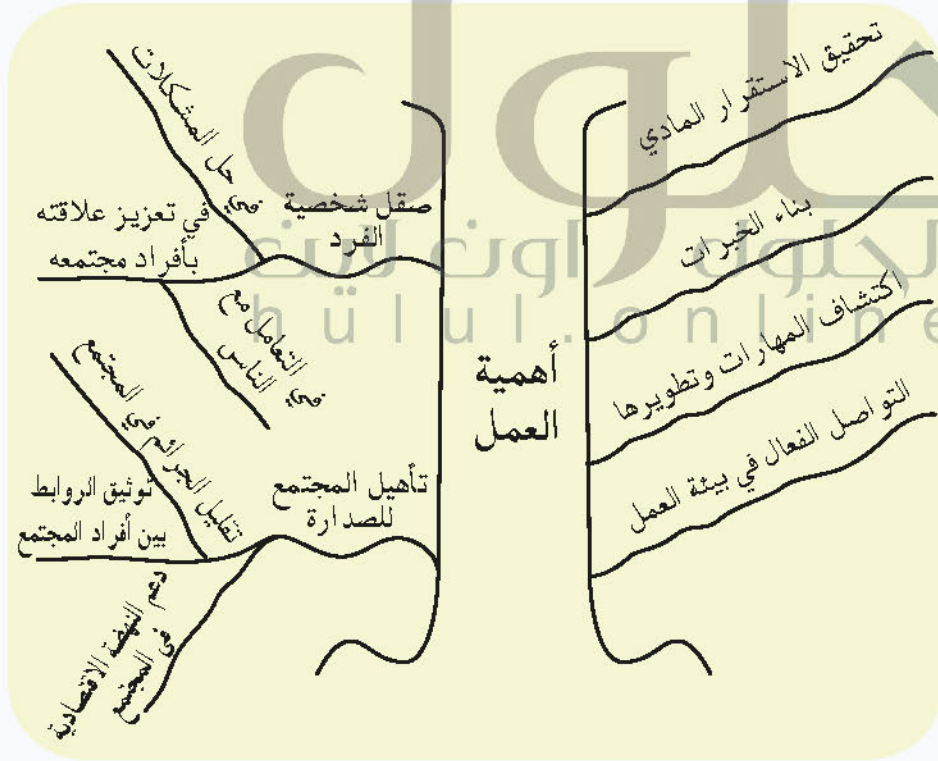 أهمية
العمل
تحقيق الاستقرار المادي
بناء الخبرات
اكتشاف المهارات وتطويرها
التواصل الفعال في بيئة العمل
صقل شخصية
الفرد
في حل المشكلات
في تعزيز علاقته
بأفراد مجتمعه
في التعامل مع
الناس
تأهيل المجتمع
للصدارة
تقليل الجرائم في المجتمع
توثيق الروابط
بين أفراد المجتمع
دعم النهضة الاقتصادية
في المجتمع
حلول
الحلول اون لاين
hulul.online